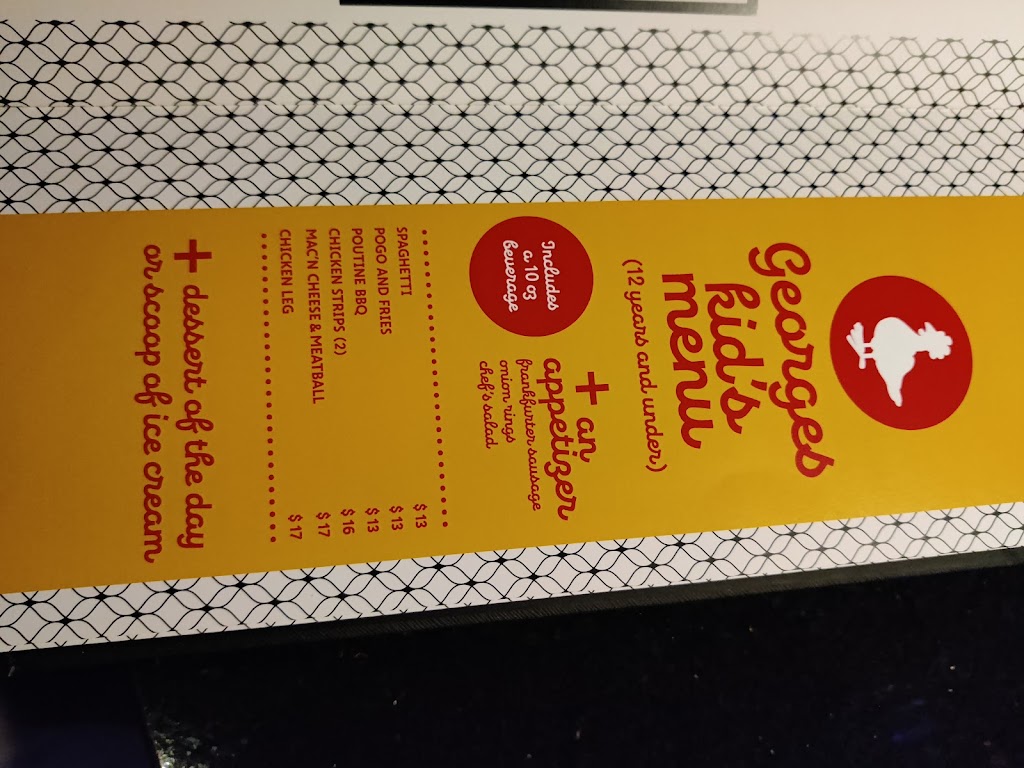 Georges
kid's
menu
(12 years and under)
Includes
a 10 oz
beverage
+ an
appetizer
frankfurter sausage
onion rings
chef's salad
SPAGHETTI $13
POGO AND FRIES $13
POUTINE BBQ $13
CHICKEN STRIPS (2) $16
MAC'N CHEESE & MEATBALL $17
CHICKEN LEG $17
+ dessert of the day
or scoop of ice cream